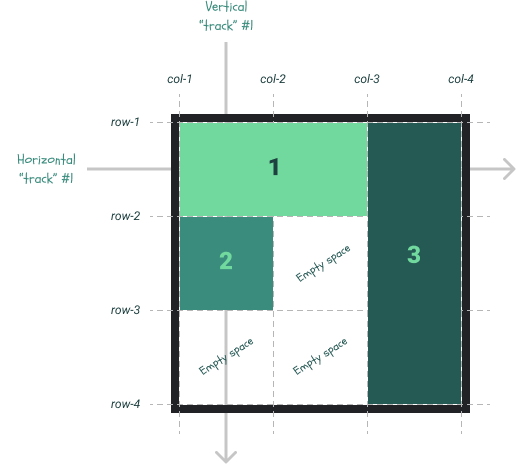 Vertical
"track" #1
col-1
col-2
col-3
col-4
row-1
Horizontal
"track" #1
1
row-2
2
Empty space
3
row-3
Empty space
Empty space
row-4